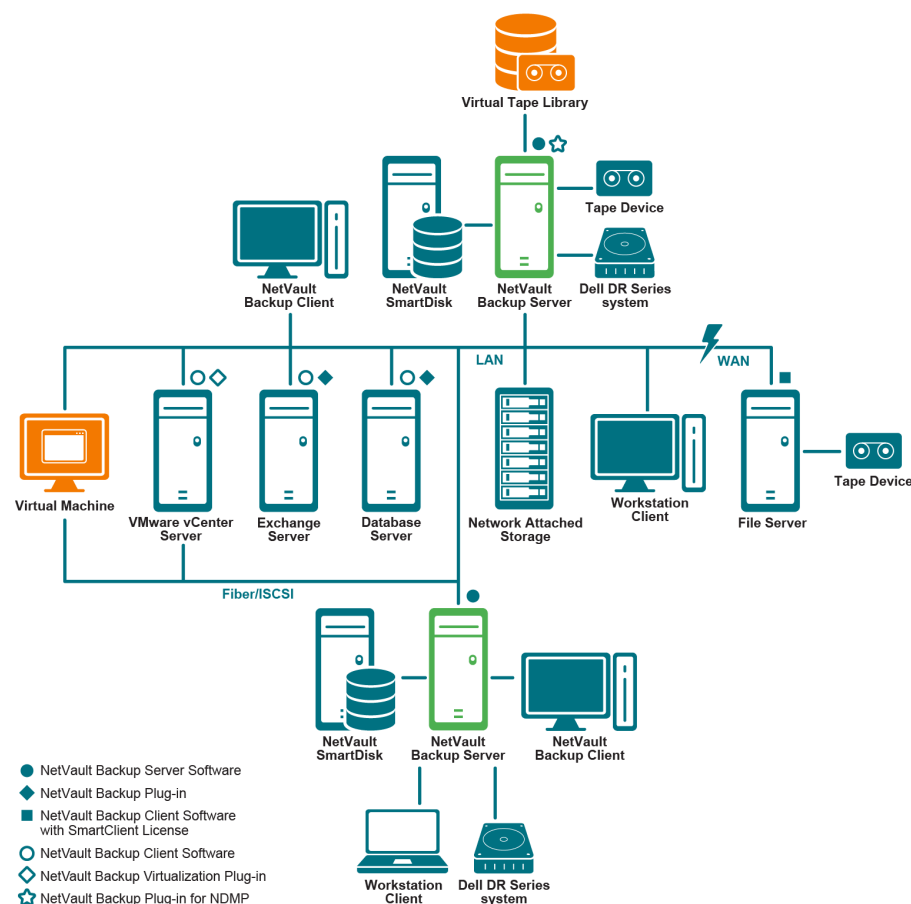 Virtual Tape Library
Tape Device
NetVault
Backup Client
NetVault
SmartDisk
NetVault
Backup Server
Dell DR Series
system
LAN
WAN
Virtual Machine
VMware vCenter
Server
Exchange
Server
Database
Server
Network Attached
Storage
Workstation
Client
File Server
Tape Device
Fiber/ISCSI
NetVault
SmartDisk
NetVault
Backup Server
NetVault
Backup Client
Workstation
Client
Dell DR Series
system
NetVault Backup Server Software
NetVault Backup Plug-in
NetVault Backup Client Software
with SmartClient License
NetVault Backup Client Software
NetVault Backup Virtualization Plug-in
NetVault Backup Plug-in for NDMP